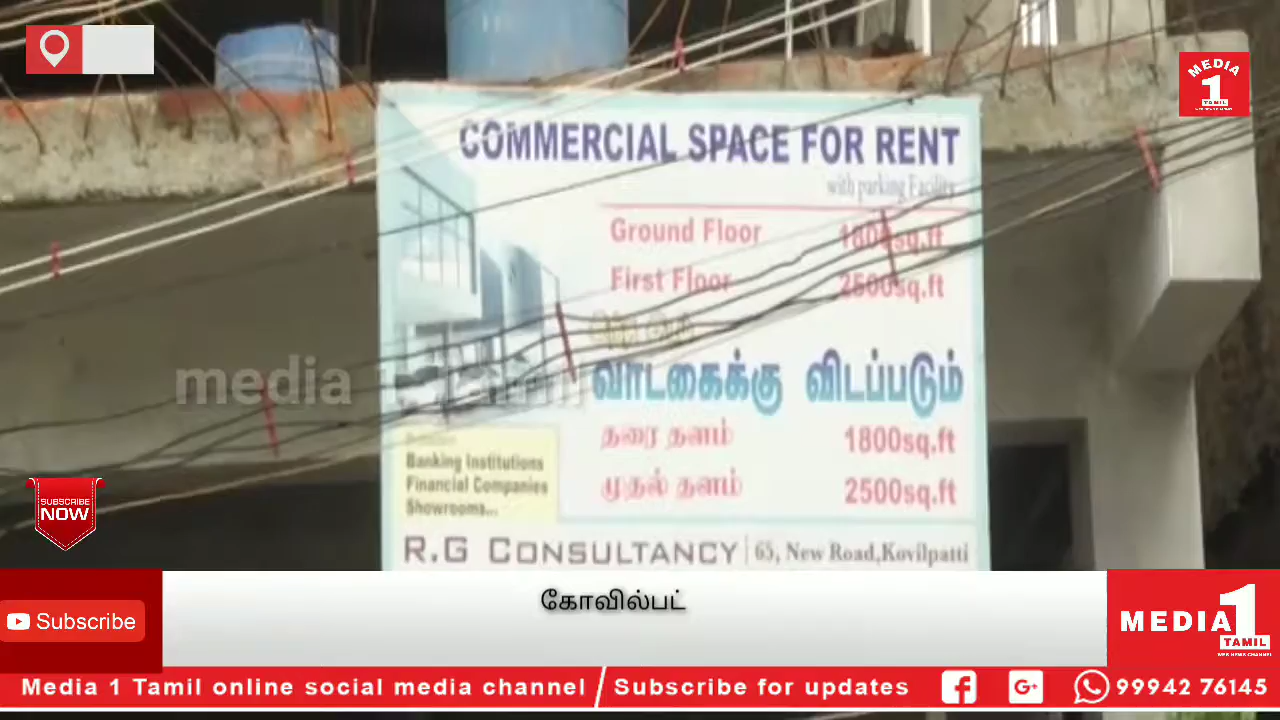 MEDIA
1
TAMIL
COMMERCIAL SPACE FOR RENT
with parking Facility
Ground Floor 1800sq.ft
First Floor 2500sq.ft
வாடகைக்கு விடப்படும்
தரை தளம் 1800sq.ft
முதல் தளம் 2500sq.ft
media 1 Tamil
Banking Institutions
Financial Companies
Showrooms...
R.G CONSULTANCY 65, New Road,Kovilpatti
SUBSCRIBE
NOW
கோவில்பட்
Subscribe
MEDIA 1
TAMIL
WEB NEWS CHANNEL
Media 1 Tamil online social media channel / Subscribe for updates G+ 99942 76145